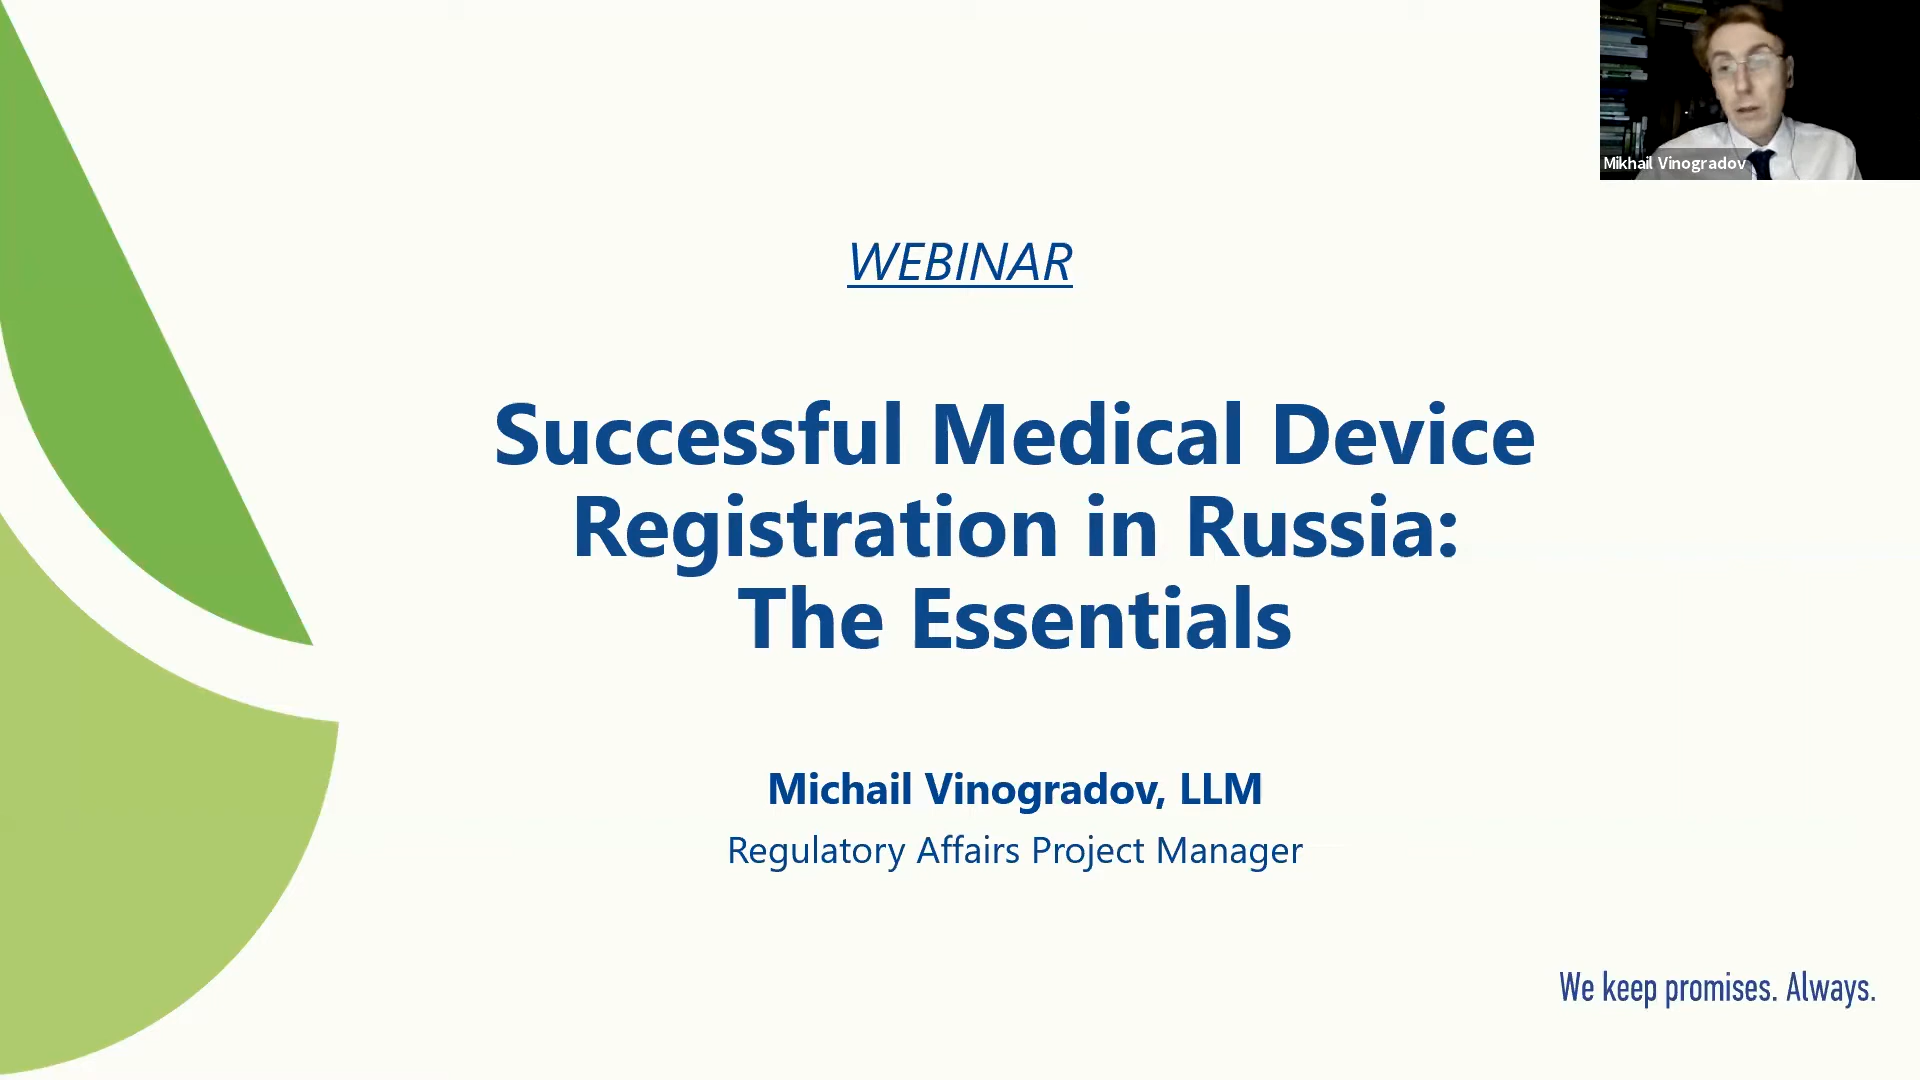 Mikhail Vinogradov
WEBINAR
Successful Medical Device
Registration in Russia:
The Essentials
Michail Vinogradov, LLM
Regulatory Affairs Project Manager
We keep promises. Always.